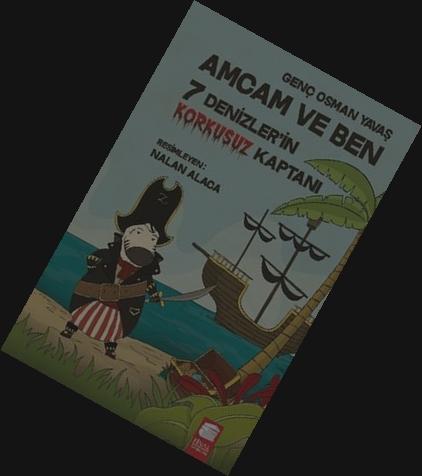 GENÇ OSMAN YAVAŞ
AMCAM VE BEN
7 DENİZLER'İN
KORKUSUZ KAPTANI
RESİMLEYEN:
NALAN ALACA
Z